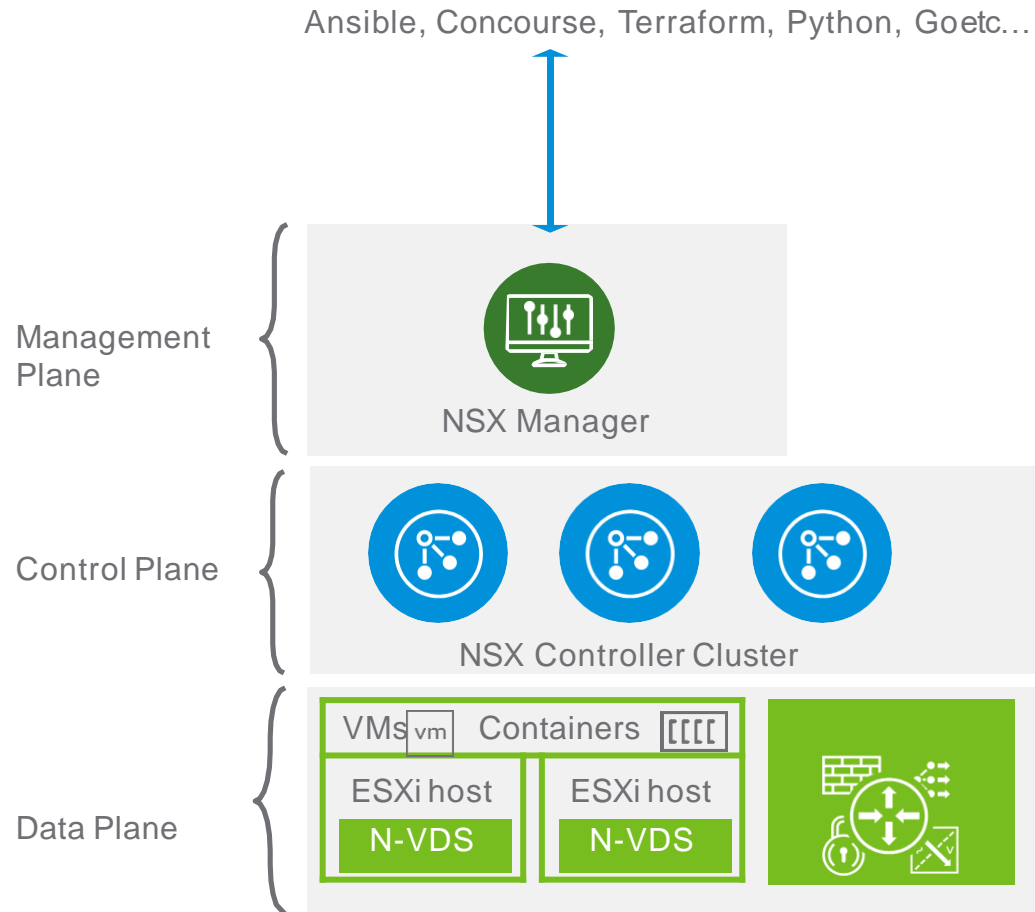 Ansible, Concourse, Terraform, Python, Goetc...
Management
Plane
NSX Manager
Control Plane
NSX Controller Cluster
VMs vm Containers
ESXi host ESXi host
N-VDS N-VDS
Data Plane